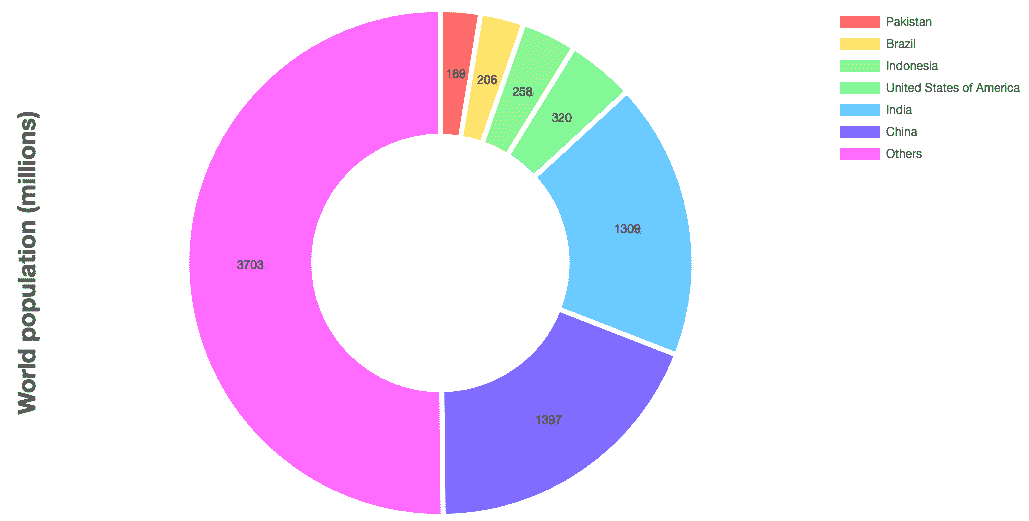 World population (millions)
189
206
258
320
1309
1397
3703
Pakistan
Brazil
Indonesia
United States of America
India
China
Others